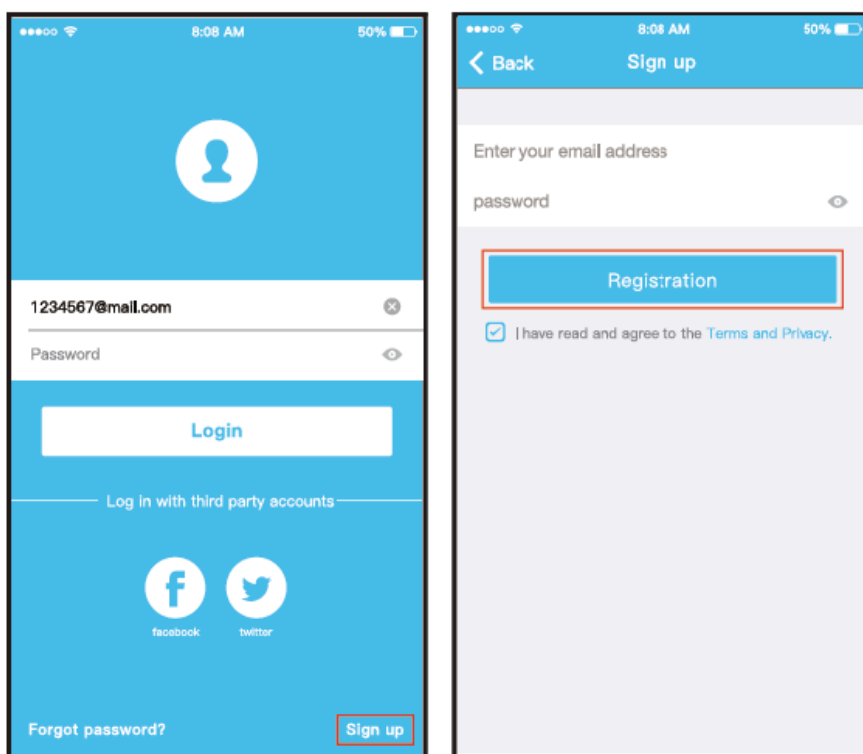 8:08 AM
50%
1234567@mail.com
Password
Login
Log in with third party accounts
facebook
twitter
Forgot password?
Sign up
8:08 AM
50%
Back
Sign up
Enter your email address
password
Registration
I have read and agree to the Terms and Privacy.